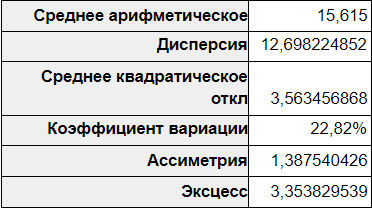 Среднее арифметическое 15,615
Дисперсия 12,698224852
Среднее квадратическое
откл 3,563456868
Коэффициент вариации 22,82%
Ассиметрия 1,387540426
Эксцесс 3,353829539